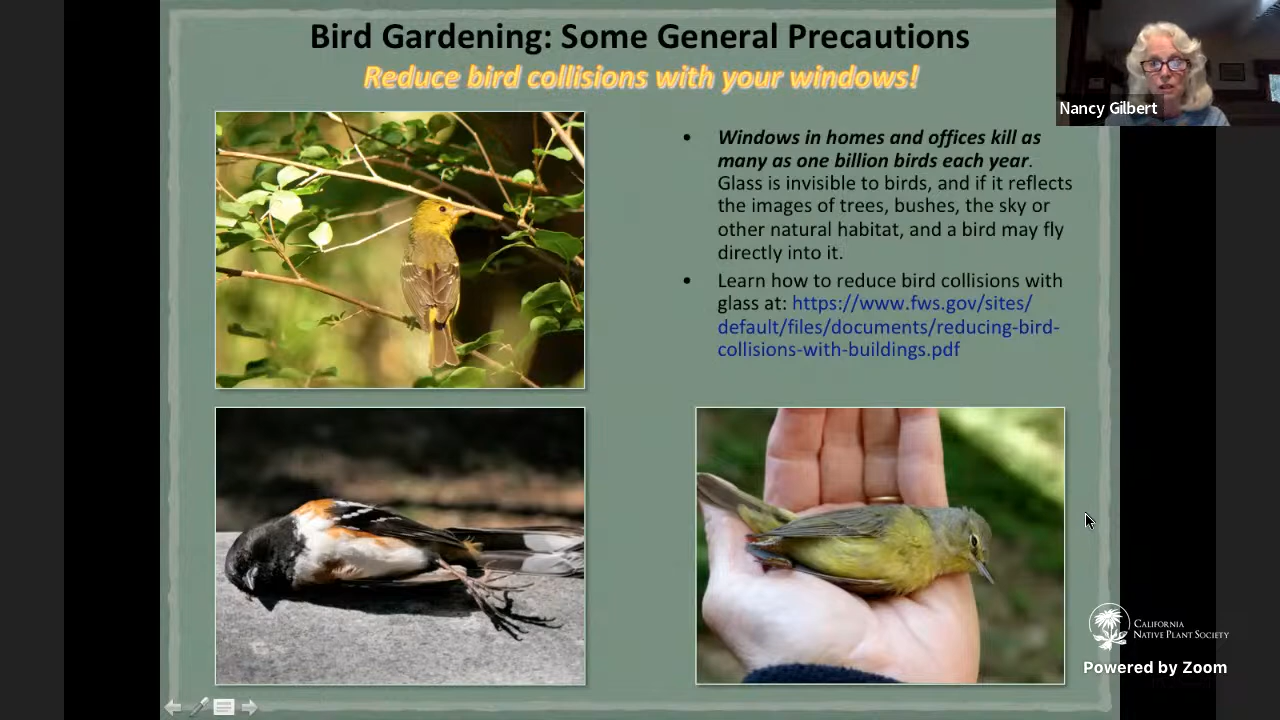 Bird Gardening: Some General Precautions
Reduce bird collisions with your windows!
Nancy Gilbert
• Windows in homes and offices kill as
many as one billion birds each year.
Glass is invisible to birds, and if it reflects
the images of trees, bushes, the sky or
other natural habitat, and a bird may fly
directly into it.
• Learn how to reduce bird collisions with
glass at: https://www.fws.gov/sites/
default/files/documents/reducing-bird-
collisions-with-buildings.pdf
CALIFORNIA
NATIVE PLANT SOCIETY
Powered by Zoom